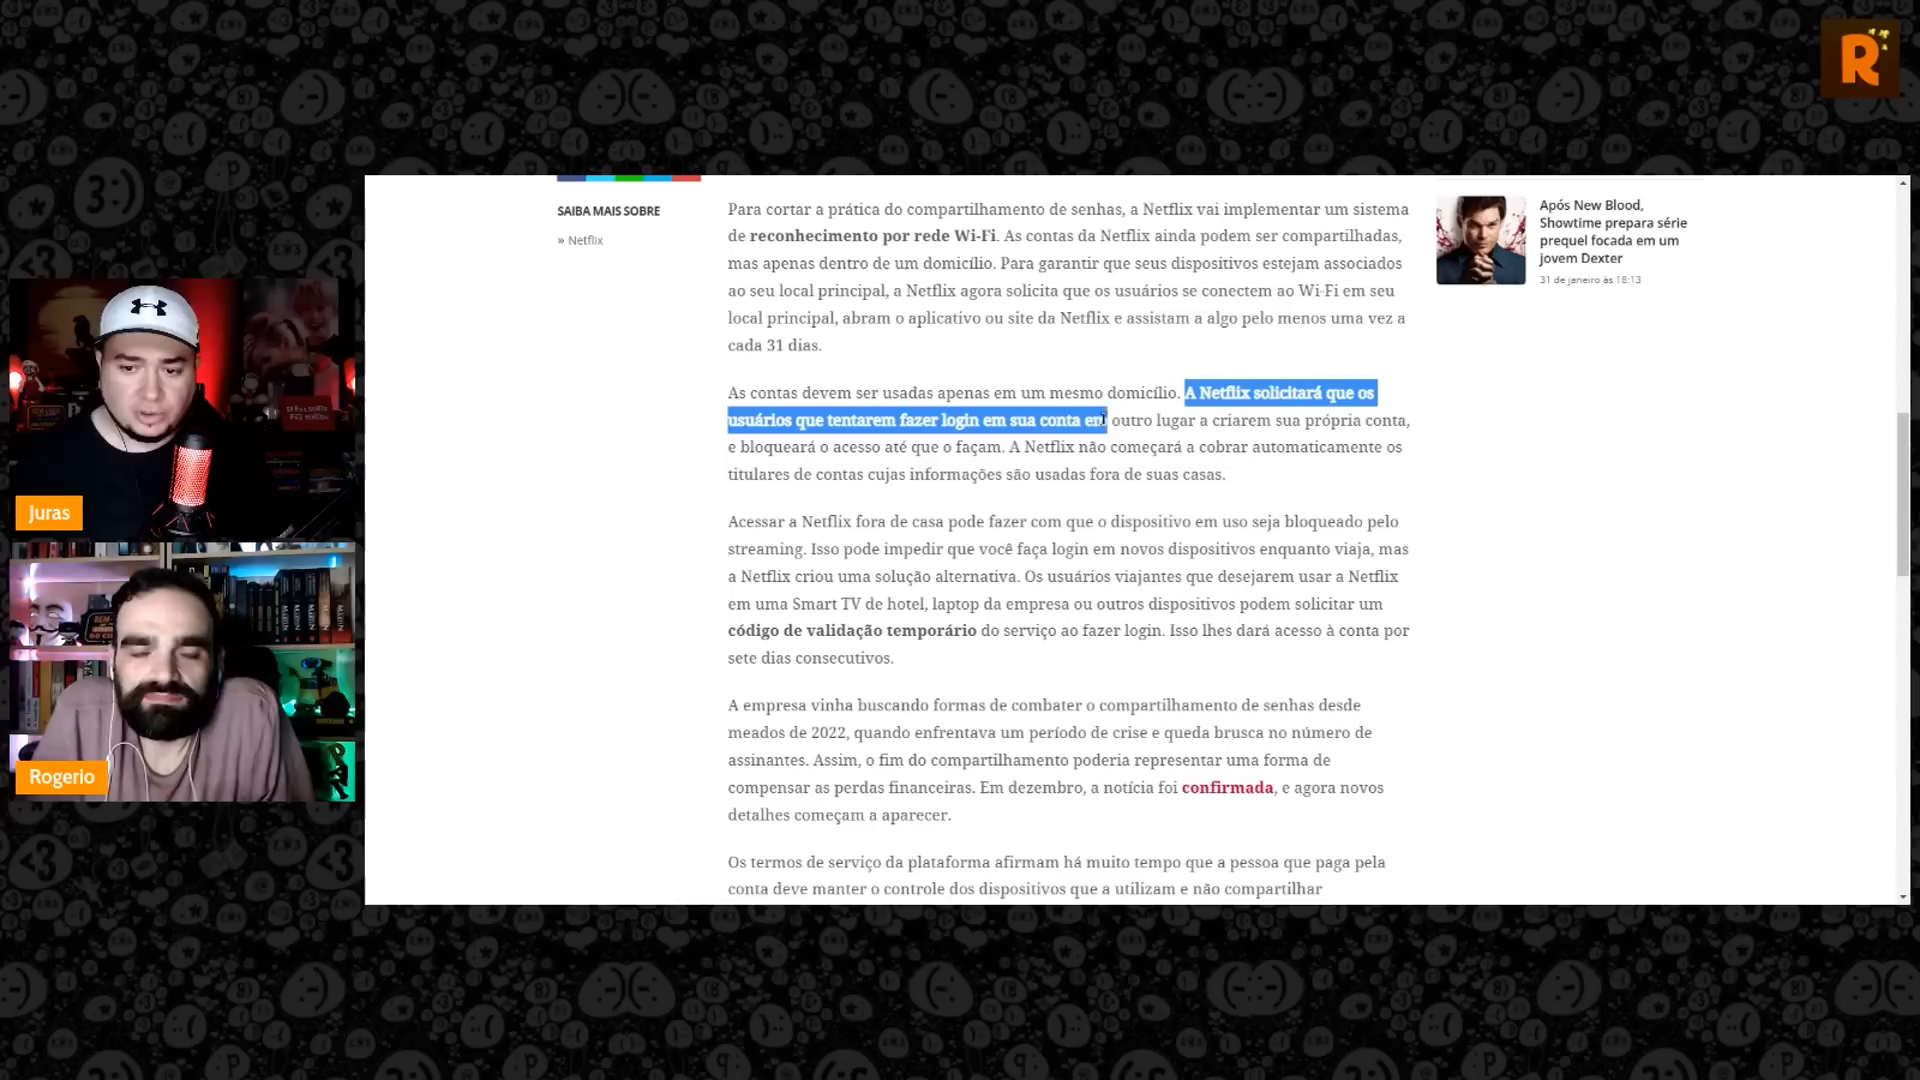 R
SAIBA MAIS SOBRE
» Netflix
Para cortar a prática do compartilhamento de senhas, a Netflix vai implementar um sistema
de reconhecimento por rede Wi-Fi. As contas da Netflix ainda podem ser compartilhadas,
mas apenas dentro de um domicílio. Para garantir que seus dispositivos estejam associados
ao seu local principal, a Netflix agora solicita que os usuários se conectem ao Wi-Fi em seu
local principal, abram o aplicativo ou site da Netflix e assistam a algo pelo menos uma vez a
cada 31 dias.
As contas devem ser usadas apenas em um mesmo domicílio. A Netflix solicitará que os
usuários que tentarem fazer login em sua conta em outro lugar a criarem sua própria conta,
e bloqueará o acesso até que o façam. A Netflix não começará a cobrar automaticamente os
titulares de contas cujas informações são usadas fora de suas casas.
Acessar a Netflix fora de casa pode fazer com que o dispositivo em uso seja bloqueado pelo
streaming. Isso pode impedir que você faça login em novos dispositivos enquanto viaja, mas
a Netflix criou uma solução alternativa. Os usuários viajantes que desejarem usar a Netflix
em uma Smart TV de hotel, laptop da empresa ou outros dispositivos podem solicitar um
código de validação temporário do serviço ao fazer login. Isso lhes dará acesso à conta por
sete dias consecutivos.
A empresa vinha buscando formas de combater o compartilhamento de senhas desde
meados de 2022, quando enfrentava um período de crise e queda brusca no número de
assinantes. Assim, o fim do compartilhamento poderia representar uma forma de
compensar as perdas financeiras. Em dezembro, a notícia foi confirmada, e agora novos
detalhes começam a aparecer.
Os termos de serviço da plataforma afirmam há muito tempo que a pessoa que paga pela
conta deve manter o controle dos dispositivos que a utilizam e não compartilhar
Após New Blood,
Showtime prepara série
prequel focada em um
jovem Dexter
31 de janeiro às 18:13
Juras
Rogerio